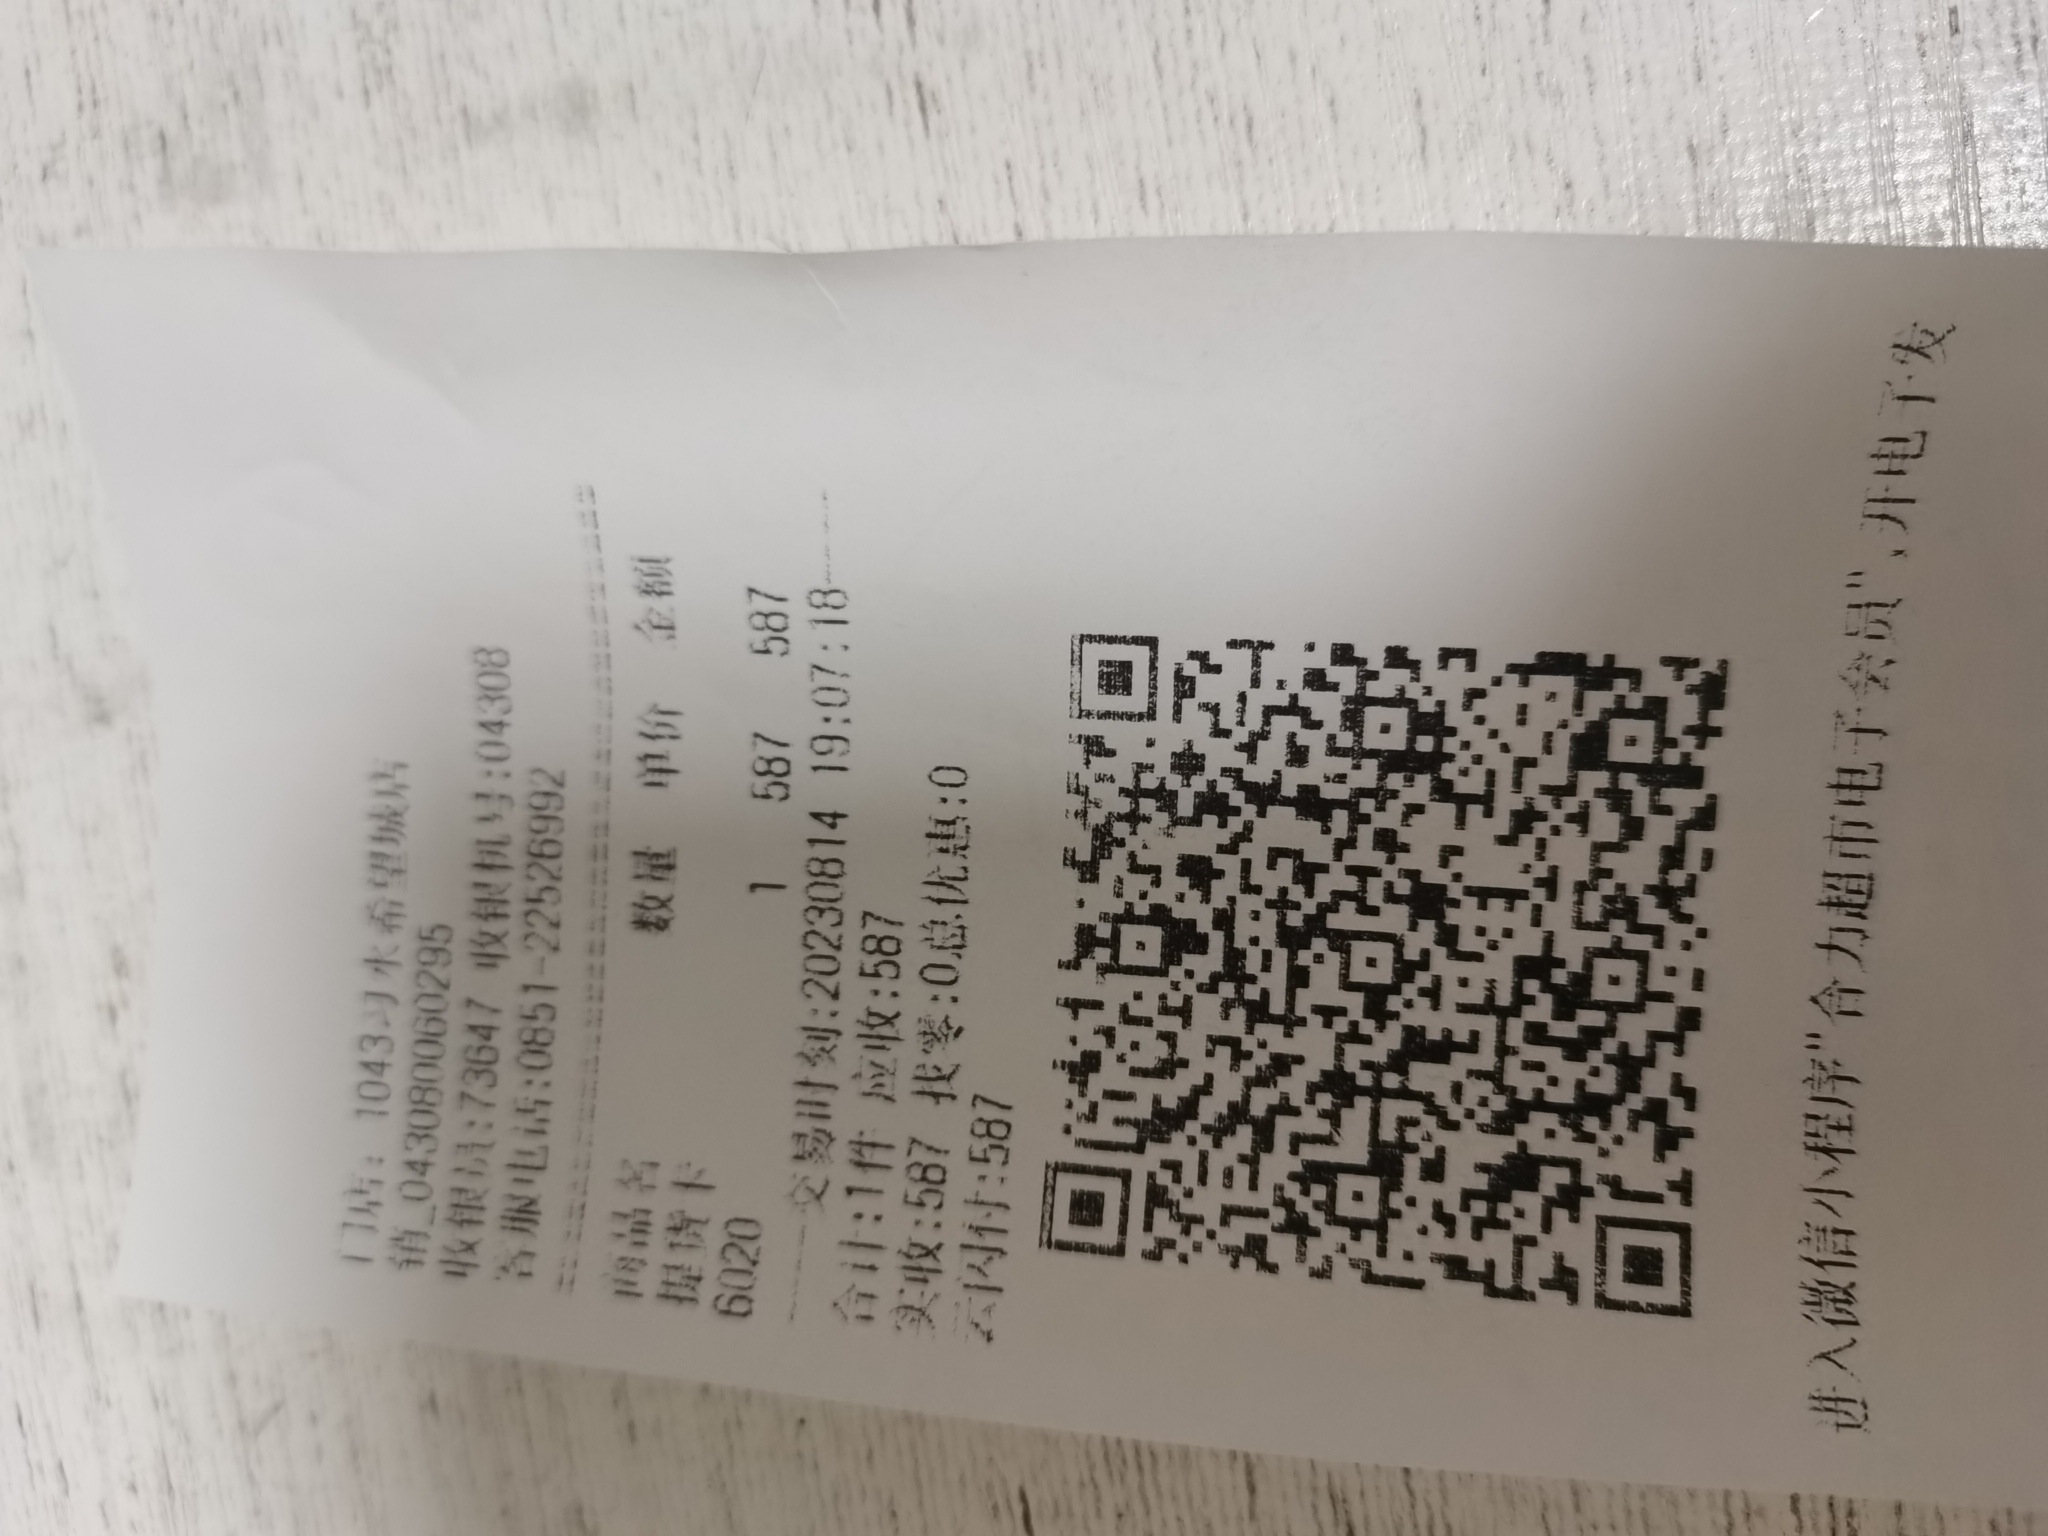 门店: 1043习水希望城店
销_04308006060295
收银员:73647 收银机号:04308
客服电话:0851-22526992
商品名 数量 单价 金额
提货卡
6020 1 587 587
交易时刻:20230814 19:07:18
合计:1件 应收:587
实收:587 找零:0总优惠:0
云闪付:587
进入微信小程序"合力超市电子会员",开电子发